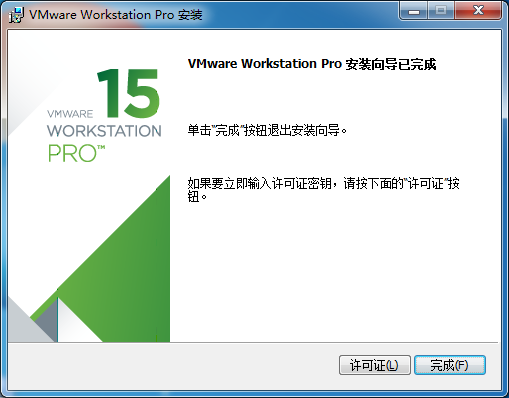 VMware Workstation Pro 安装
VMware Workstation Pro 安装向导已完成
15
VMWARE
WORKSTATION
PRO™
单击"完成"按钮退出安装向导。
如果要立即输入许可证密钥，请按下面的"许可证"按
钮。
许可证(L)
完成(F)